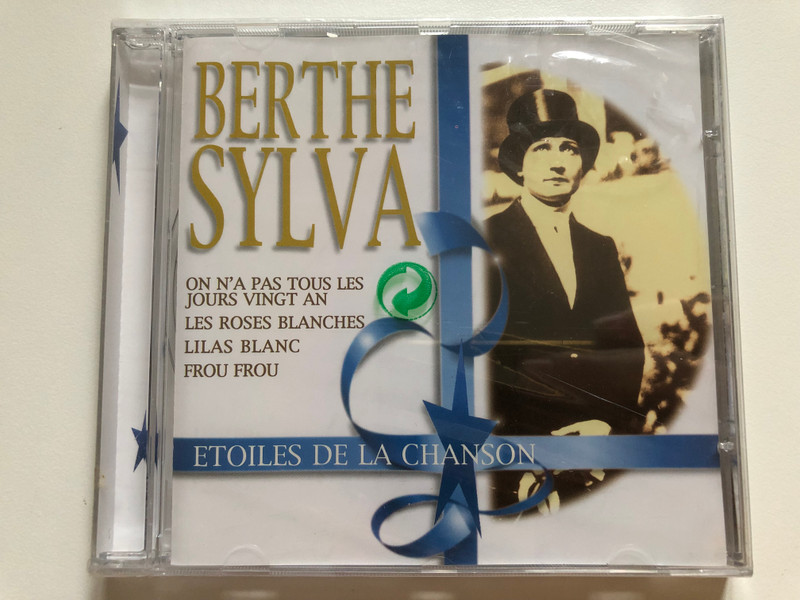 BERTHE
SYLVA
ON N'A PAS TOUS LES
JOURS VINGT AN
LES ROSES BLANCHES
LILAS BLANC
FROU FROU
ETOILES DE LA CHANSON